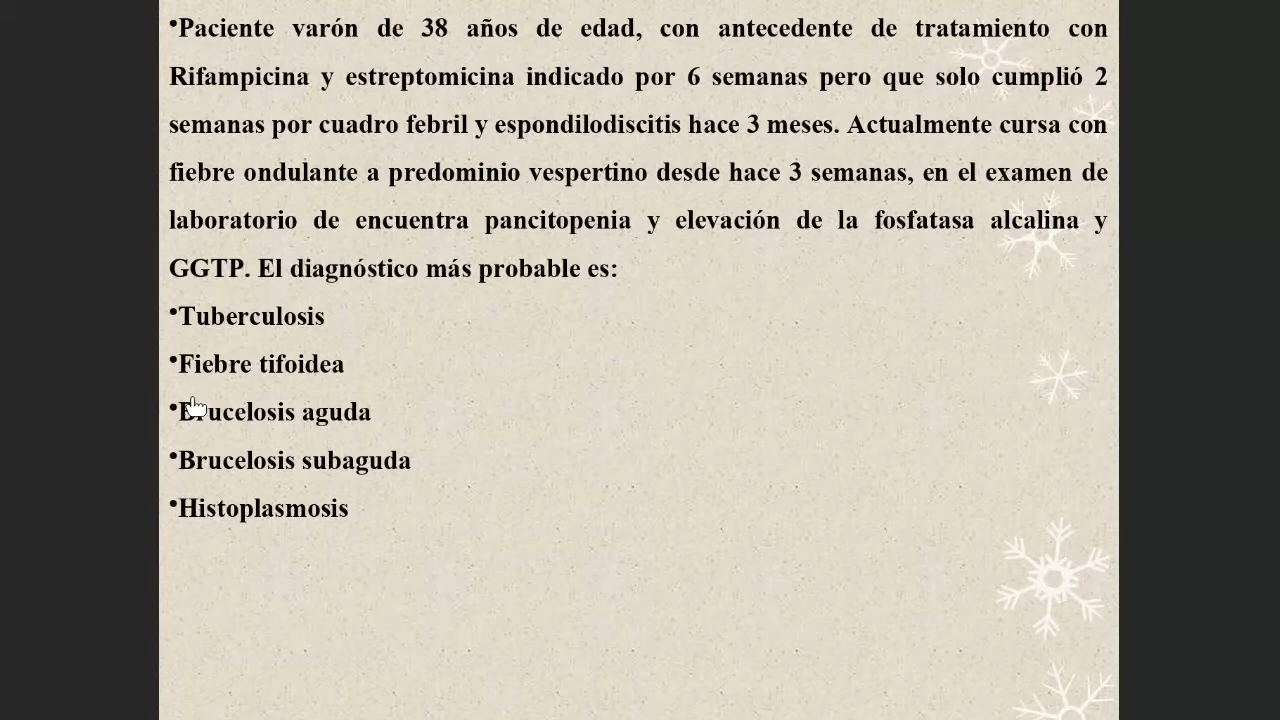 •Paciente varón de 38 años de edad, con antecedente de tratamiento con
Rifampicina y estreptomicina indicado por 6 semanas pero que solo cumplió 2
semanas por cuadro febril y espondilodiscitis hace 3 meses. Actualmente cursa con
fiebre ondulante a predominio vespertino desde hace 3 semanas, en el examen de
laboratorio de encuentra pancitopenia y elevación de la fosfatasa alcalina y
GGTP. El diagnóstico más probable es:
•Tuberculosis
•Fiebre tifoidea
•Brucelosis aguda
•Brucelosis subaguda
•Histoplasmosis